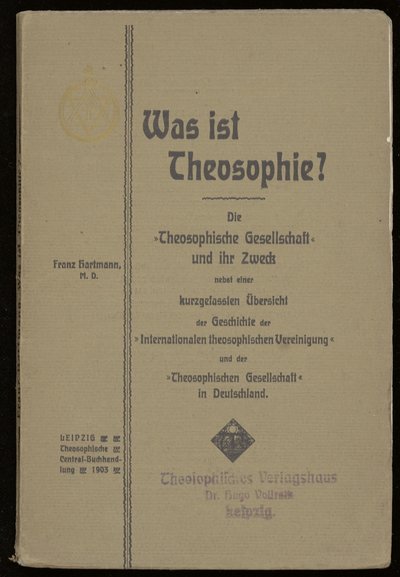 Was ist
Theosophie?
Die
»Theosophische Gesellschaft«
und ihr Zweck
nebst einer
kurzgefassten Übersicht
der Geschichte der
»Internationalen theosophischen Vereinigung«
und der
»Theosophischen Gesellschaft«
in Deutschland.
Franz Hartmann,
M. D.
LEIPZIG
Theosophische
Central-Buchhand-
lung 1903
Theosophisches Verlagshaus
Dr. Hugo Vollrath
Leipzig.